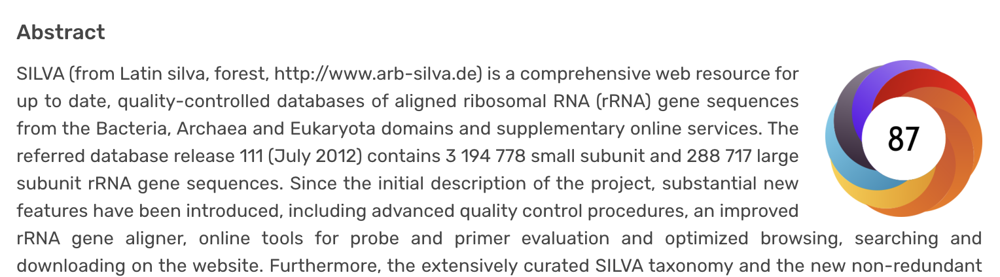 Abstract
SILVA (from Latin silva, forest, http://www.arb-silva.de) is a comprehensive web resource for
up to date, quality-controlled databases of aligned ribosomal RNA (rRNA) gene sequences
from the Bacteria, Archaea and Eukaryota domains and supplementary online services. The
referred database release 111 (July 2012) contains 3 194 778 small subunit and 288 717 large
subunit rRNA gene sequences. Since the initial description of the project, substantial new
features have been introduced, including advanced quality control procedures, an improved
rRNA gene aligner, online tools for probe and primer evaluation and optimized browsing, searching and
downloading on the website. Furthermore, the extensively curated SILVA taxonomy and the new non-redundant
87